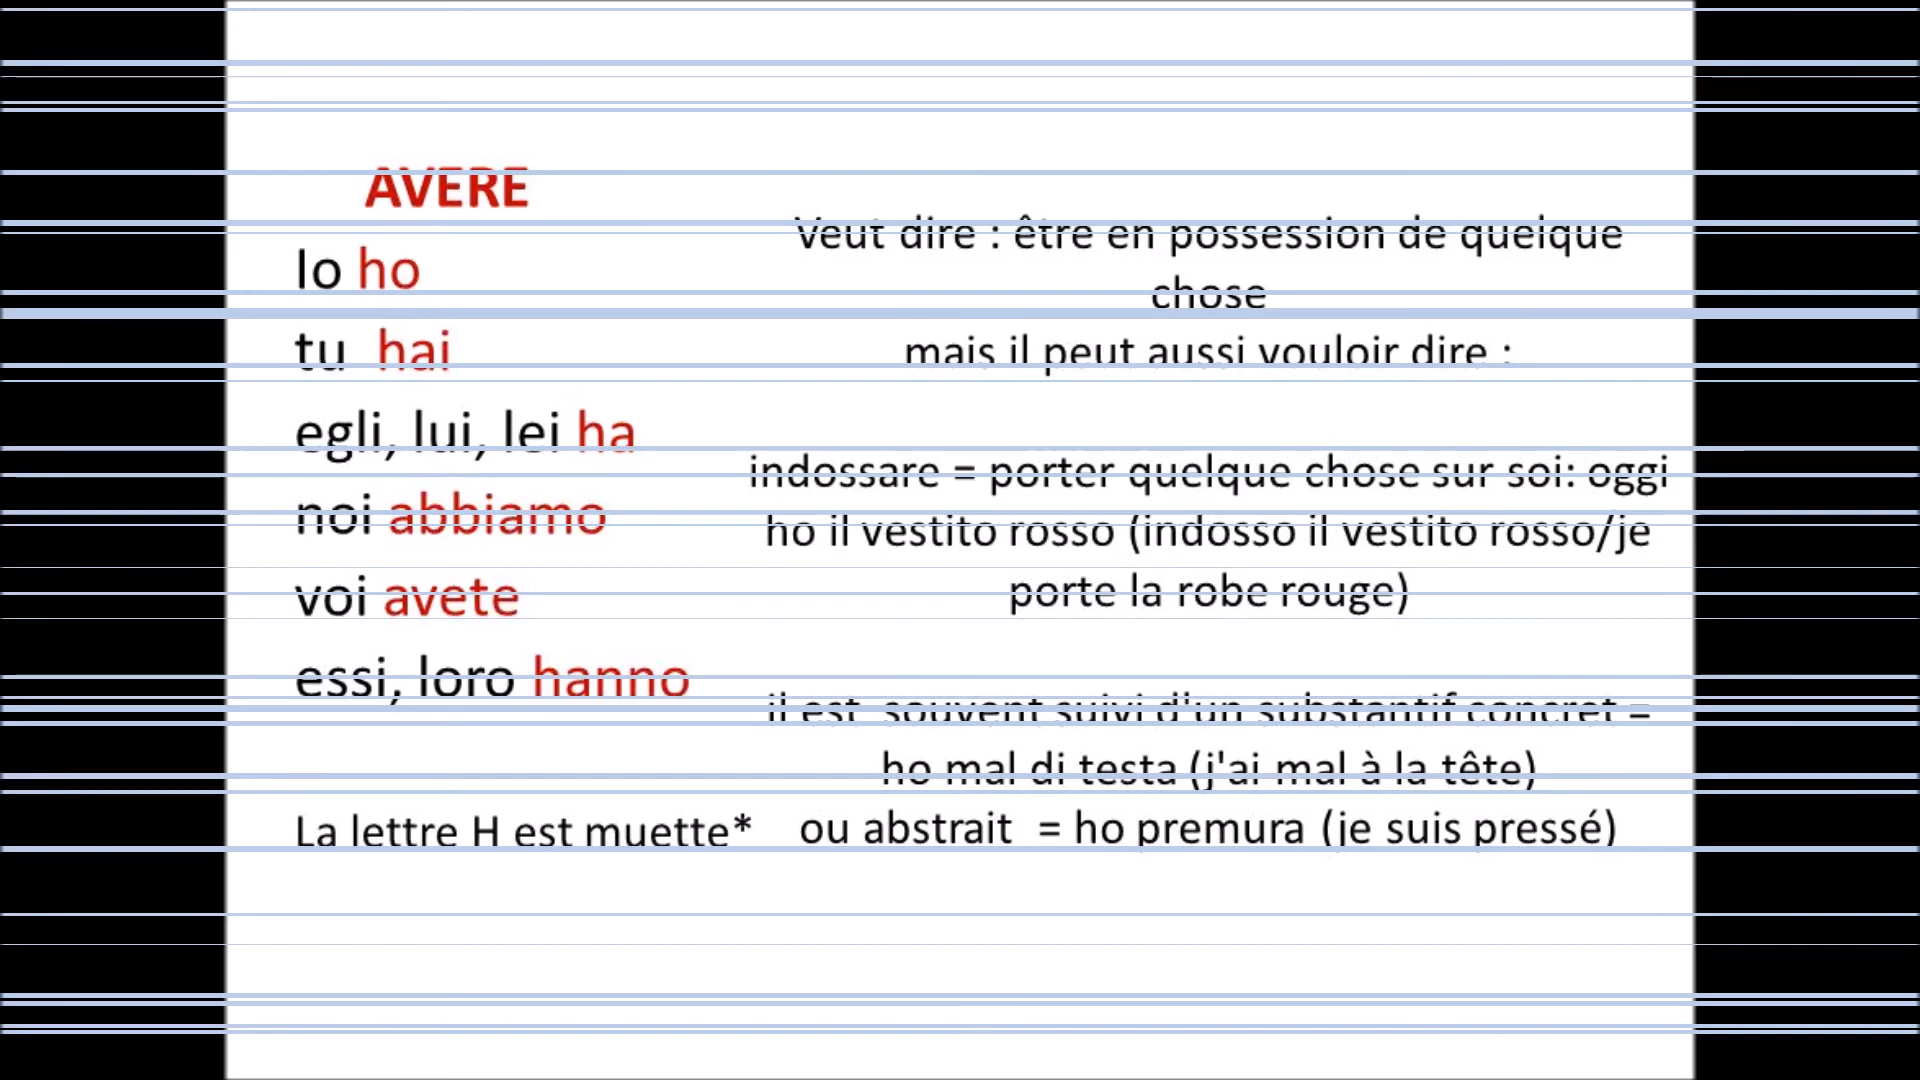 AVERE
Io ho
tu hai
egli, lui, lei ha
noi abbiamo
voi avete
essi, loro hanno
La lettre H est muette*
Veut dire : être en possession de quelque
chose
mais il peut aussi vouloir dire :
indossare = porter quelque chose sur soi: oggi
ho il vestito rosso (indosso il vestito rosso/je
porte la robe rouge)
il est souvent suivi d'un substantif concret =
ho mal di testa (j'ai mal à la tête)
ou abstrait = ho premura (je suis pressé)